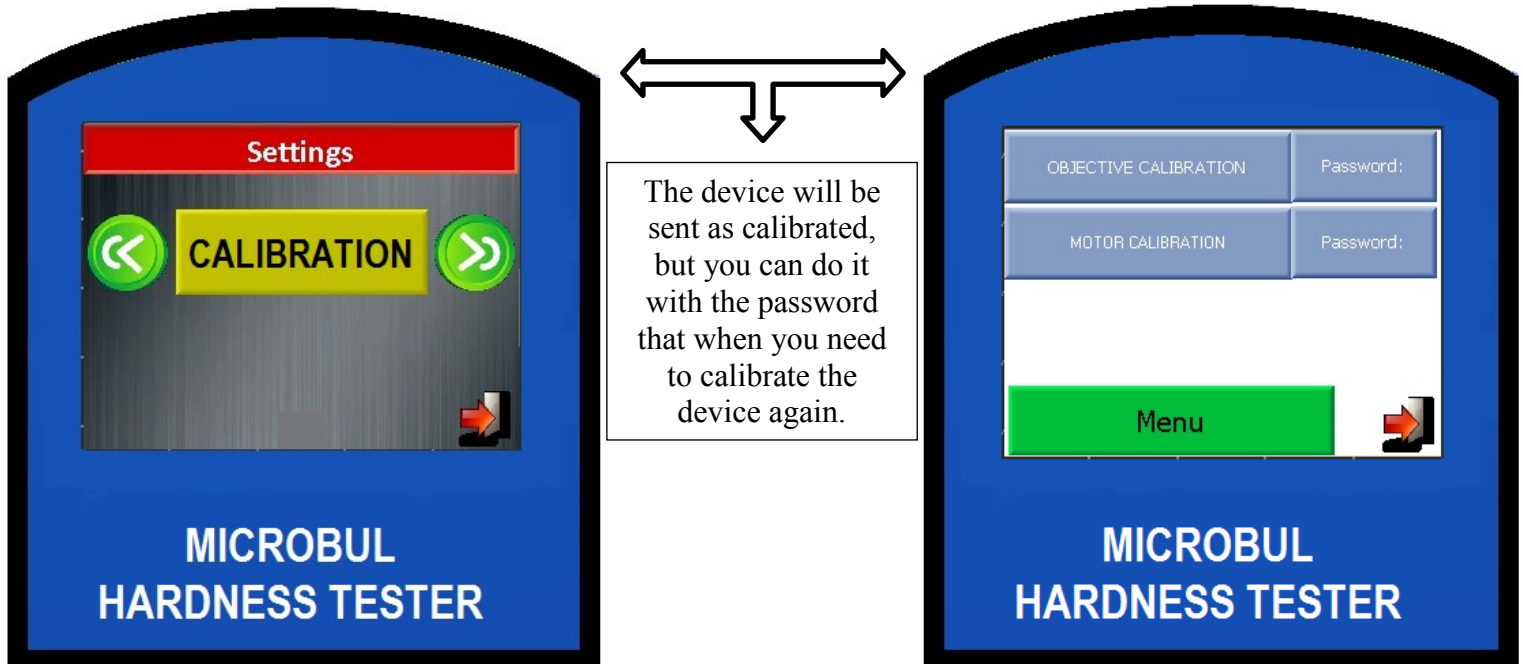 Settings
CALIBRATION
MICROBUL
HARDNESS TESTER
The device will be
sent as calibrated,
but you can do it
with the password
that when you need
to calibrate the
device again.
OBJECTIVE CALIBRATION
Password:
MOTOR CALIBRATION
Password:
Menu
MICROBUL
HARDNESS TESTER